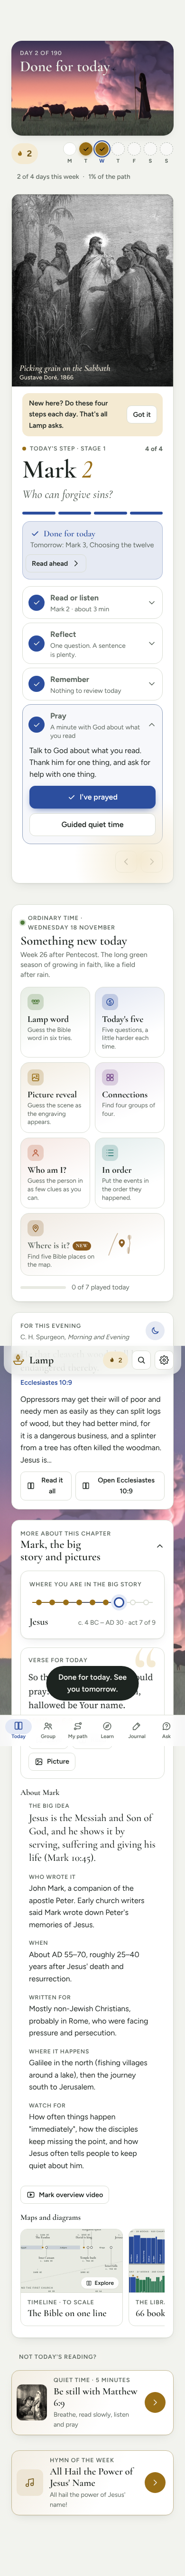 DAY 2 OF 190
Done for today
2
M T W T F S S
2 of 4 days this week · 1% of the path
Picking grain on the Sabbath
Gustave Doré, 1866
New here? Do these four
steps each day. That's all
Lamp asks.
Got it
TODAY'S STEP · STAGE 1
4 of 4
Mark 2
Who can forgive sins?
Done for today
Tomorrow: Mark 3, Choosing the twelve
Read ahead
Read or listen
Mark 2 · about 3 min
Reflect
One question. A sentence
is plenty.
Remember
Nothing to review today
Pray
A minute with God about what
you read
Talk to God about what you read.
Thank him for one thing, and ask for
help with one thing.
I've prayed
Guided quiet time
ORDINARY TIME ·
WEDNESDAY 18 NOVEMBER
Something new today
Week 26 after Pentecost. The long green
season of growing in faith, like a field
after rain.
Lamp word
Guess the Bible
word in six tries.
Today's five
Five questions, a
little harder each
time.
Picture reveal
Guess the scene as
the engraving
appears.
Connections
Find four groups of
four.
Who am I?
Guess the person in
as few clues as you
can.
In order
Put the events in
the order they
happened.
Where is it? NEW
Find five Bible places on
the map.
0 of 7 played today
FOR THIS EVENING
C. H. Spurgeon, Morning and Evening
Lamp
2
Ecclesiastes 10:9
Oppressors may get their will of poor and
needy men as easily as they can split logs
of wood, but they had better mind, for
it is a dangerous business, and a splinter
from a tree has often killed the woodman.
Jesus is…
Read it
all
Open Ecclesiastes
10:9
MORE ABOUT THIS CHAPTER
Mark, the big
story and pictures
WHERE YOU ARE IN THE BIG STORY
Jesus
c. 4 BC – AD 30 · act 7 of 9
VERSE FOR TODAY
So th
uld
pray
,
hallowed be Your name.
Done for today. See
you tomorrow.
Today
Group
My path
Learn
Journal
Ask
Picture
About Mark
THE BIG IDEA
Jesus is the Messiah and Son of
God, and he shows it by
serving, suffering and giving his
life (Mark 10:45).
WHO WROTE IT
John Mark, a companion of the
apostle Peter. Early church writers
said Mark wrote down Peter's
memories of Jesus.
WHEN
About AD 55–70, roughly 25–40
years after Jesus' death and
resurrection.
WRITTEN FOR
Mostly non-Jewish Christians,
probably in Rome, who were facing
pressure and persecution.
WHERE IT HAPPENS
Galilee in the north (fishing villages
around a lake), then the journey
south to Jerusalem.
WATCH FOR
How often things happen
"immediately", how the disciples
keep missing the point, and how
Jesus often tells people to keep
quiet about him.
Mark overview video
Maps and diagrams
Explore
TIMELINE · TO SCALE
The Bible on one line
THE LIBRA
66 book
NOT TODAY'S READING?
QUIET TIME · 5 MINUTES
Be still with Matthew
6:9
Breathe, read slowly, listen
and pray
HYMN OF THE WEEK
All Hail the Power of
Jesus' Name
All hail the power of Jesus'
name!